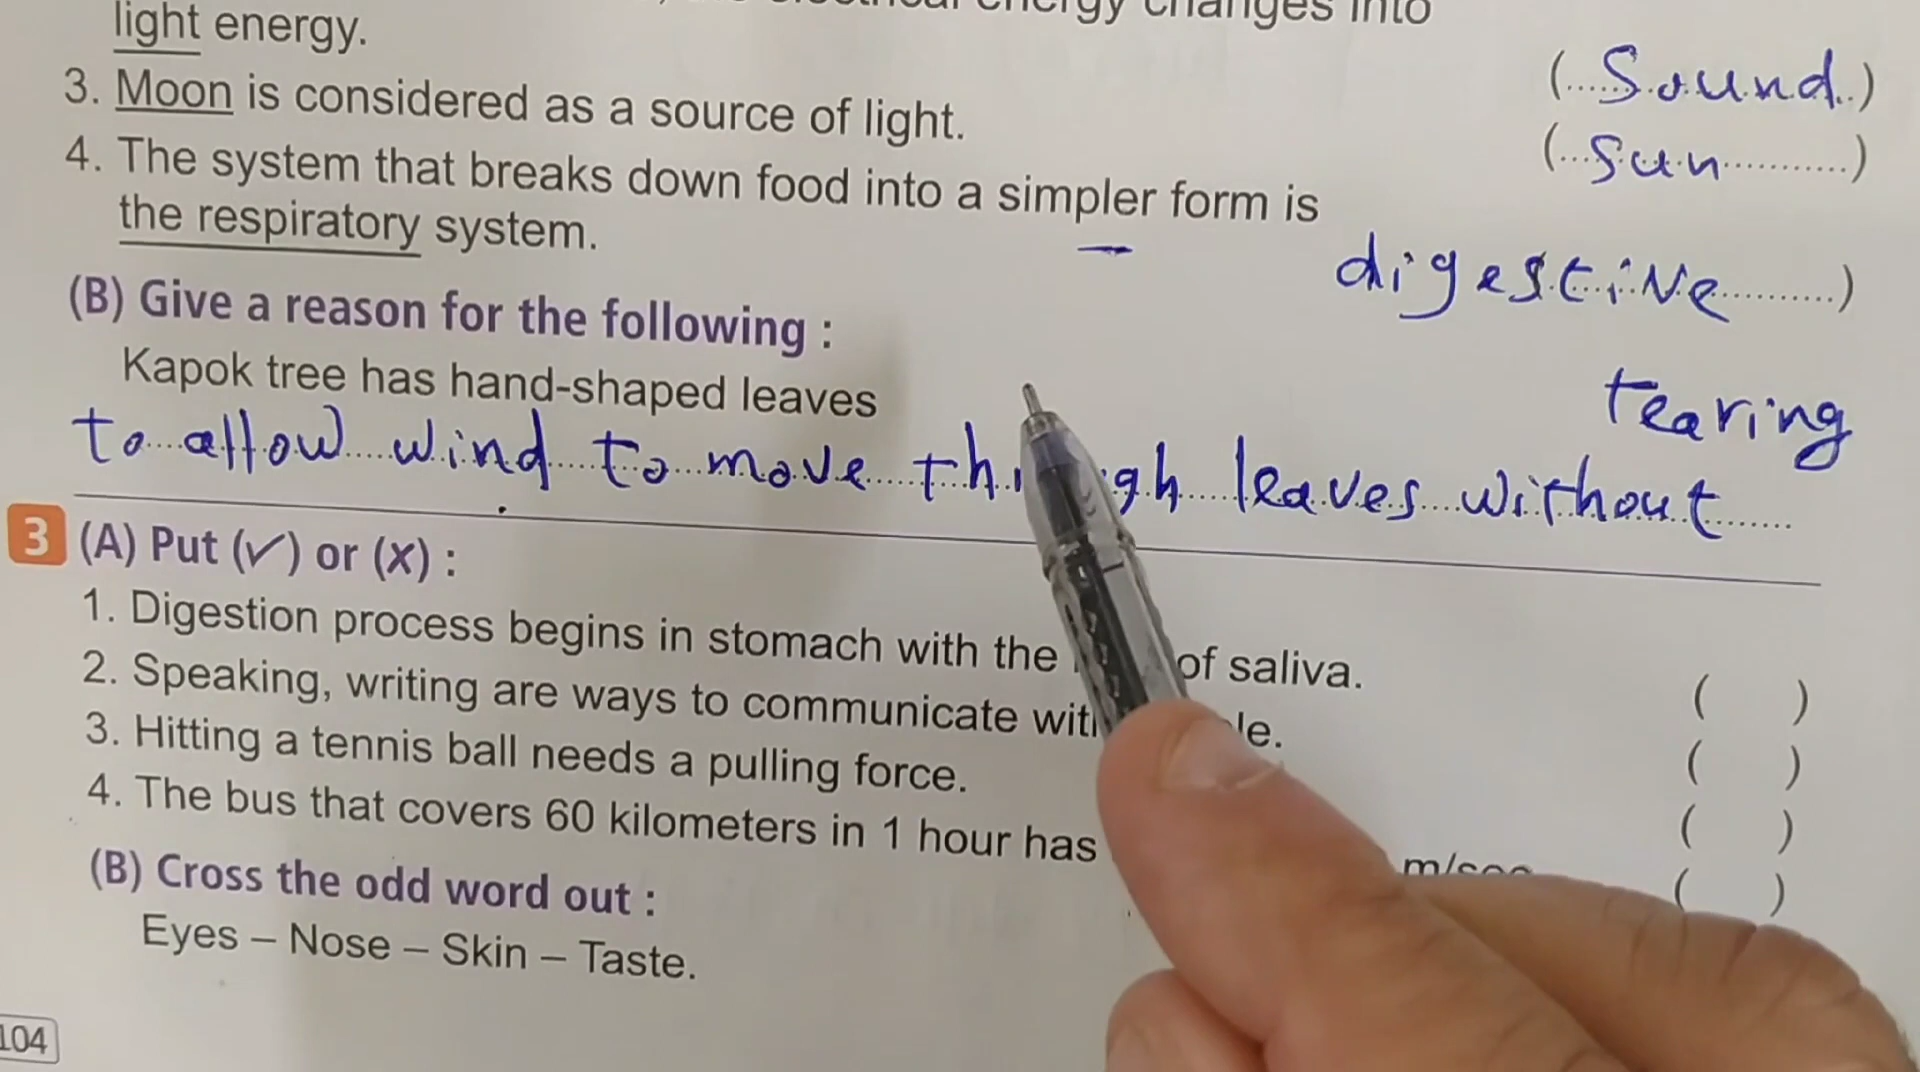 electrical energy changes into
light energy.
(.....Sound.)
3. Moon is considered as a source of light.
(...Sun...........)
4. The system that breaks down food into a simpler form is
the respiratory system.
digestive..........)
(B) Give a reason for the following :
Kapok tree has hand-shaped leaves
tearing
to allow wind to move leaves without
3 (A) Put (✓) or (x) :
1. Digestion process begins in stomach with the of saliva. ( )
2. Speaking, writing are ways to communicate ( )
3. Hitting a tennis ball needs a pulling force. ( )
4. The bus that covers 60 kilometers in 1 hour has ( )
(B) Cross the odd word out :
Eyes – Nose – Skin – Taste.
104